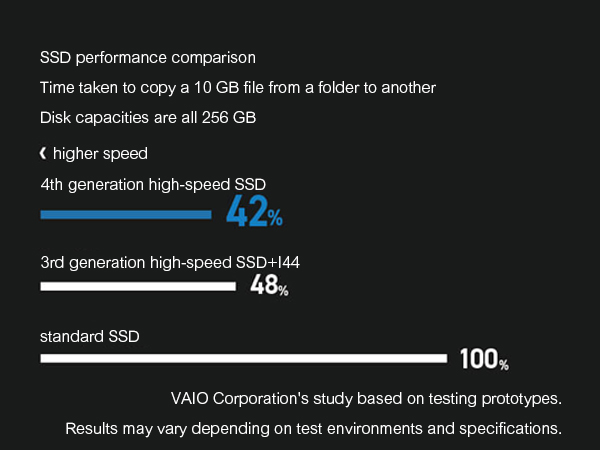 SSD performance comparison
Time taken to copy a 10 GB file from a folder to another
Disk capacities are all 256 GB
❮ higher speed
4th generation high-speed SSD
42%
3rd generation high-speed SSD+I44
48%
standard SSD
100%
VAIO Corporation's study based on testing prototypes.
Results may vary depending on test environments and specifications.